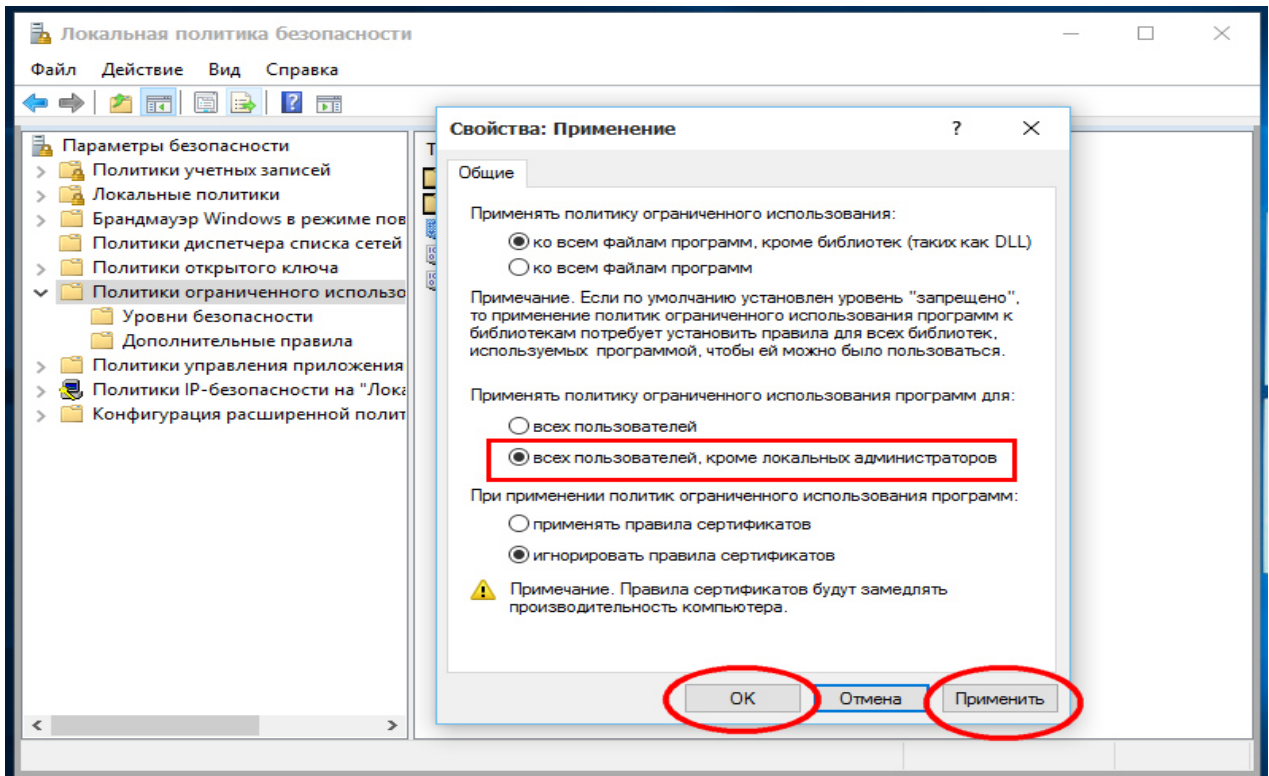 Локальная политика безопасности
Файл Действие Вид Справка
Параметры безопасности
Политики учетных записей
Локальные политики
Брандмауэр Windows в режиме пов
Политики диспетчера списка сетей
Политики открытого ключа
Политики ограниченного использо
Уровни безопасности
Дополнительные правила
Политики управления приложения
Политики IP-безопасности на "Лока
Конфигурация расширенной полит
Т
Свойства: Применение
Общие
Применять политику ограниченного использования:
ко всем файлам программ, кроме библиотек (таких как DLL)
ко всем файлам программ
Примечание. Если по умолчанию установлен уровень "запрещено",
то применение политик ограниченного использования программ к
библиотекам потребует установить правила для всех библиотек,
используемых программой, чтобы ей можно было пользоваться.
Применять политику ограниченного использования программ для:
всех пользователей
всех пользователей, кроме локальных администраторов
При применении политик ограниченного использования программ:
применять правила сертификатов
игнорировать правила сертификатов
Примечание. Правила сертификатов будут замедлять
производительность компьютера.
ОК Отмена Применить